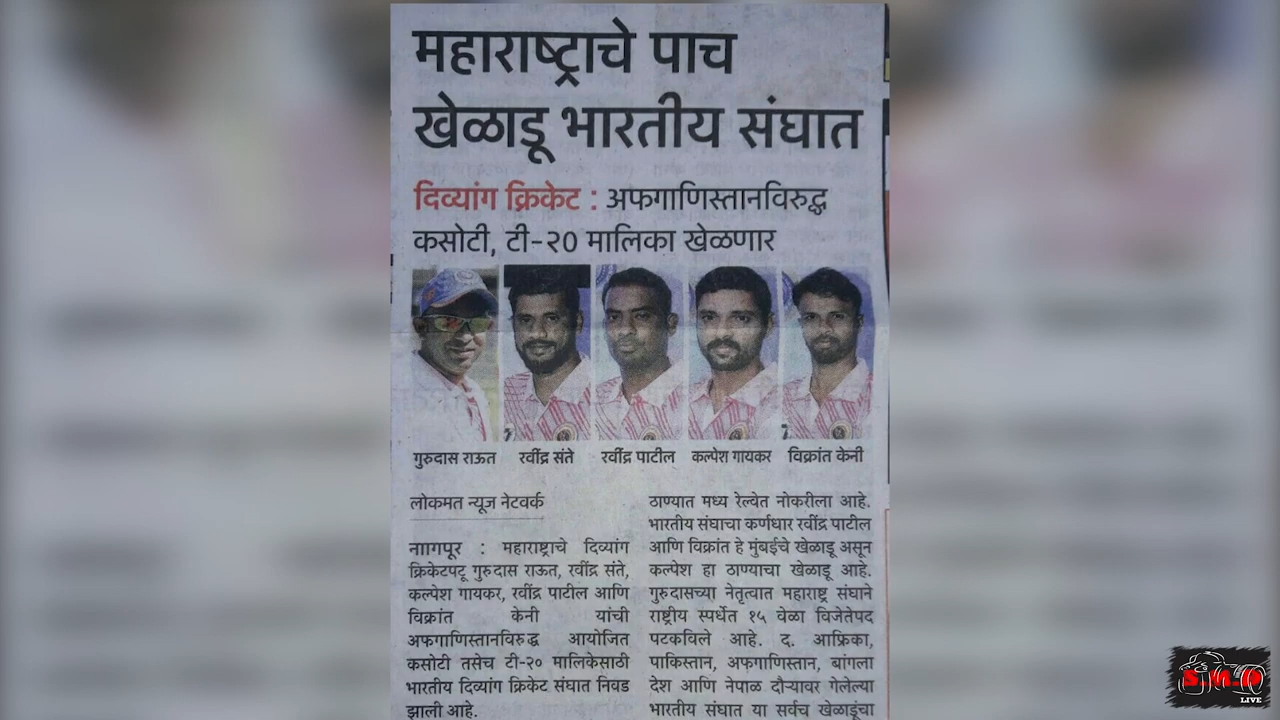 महाराष्ट्राचे पाच
खेळाडू भारतीय संघात
दिव्यांग क्रिकेट : अफगाणिस्तानविरुद्ध
कसोटी, टी-२० मालिका खेळणार
गुरुदास राऊत रवींद्र संते रवींद्र पाटील कल्पेश गायकर विक्रांत केनी
लोकमत न्यूज नेटवर्क
नाागपूर : महाराष्ट्राचे दिव्यांग
क्रिकेटपटू गुरुदास राऊत, रवींद्र संते,
कल्पेश गायकर, रवींद्र पाटील आणि
विक्रांत केनी यांची
अफगाणिस्तानविरुद्ध आयोजित
कसोटी तसेच टी-२० मालिकेसाठी
भारतीय दिव्यांग क्रिकेट संघात निवड
झाली आहे.
ठाण्यात मध्य रेल्वेत नोकरीला आहे.
भारतीय संघाचा कर्णधार रवींद्र पाटील
आणि विक्रांत हे मुंबईचे खेळाडू असून
कल्पेश हा ठाण्याचा खेळाडू आहे.
गुरुदासच्या नेतृत्वात महाराष्ट्र संघाने
राष्ट्रीय स्पर्धेत १५ वेळा विजेतेपद
पटकविले आहे. द. आफ्रिका,
पाकिस्तान, अफगाणिस्तान, बांगला
देश आणि नेपाळ दौऱ्यावर गेलेल्या
भारतीय संघात या सर्वच खेळाडूंचा
S.M.O
LIVE